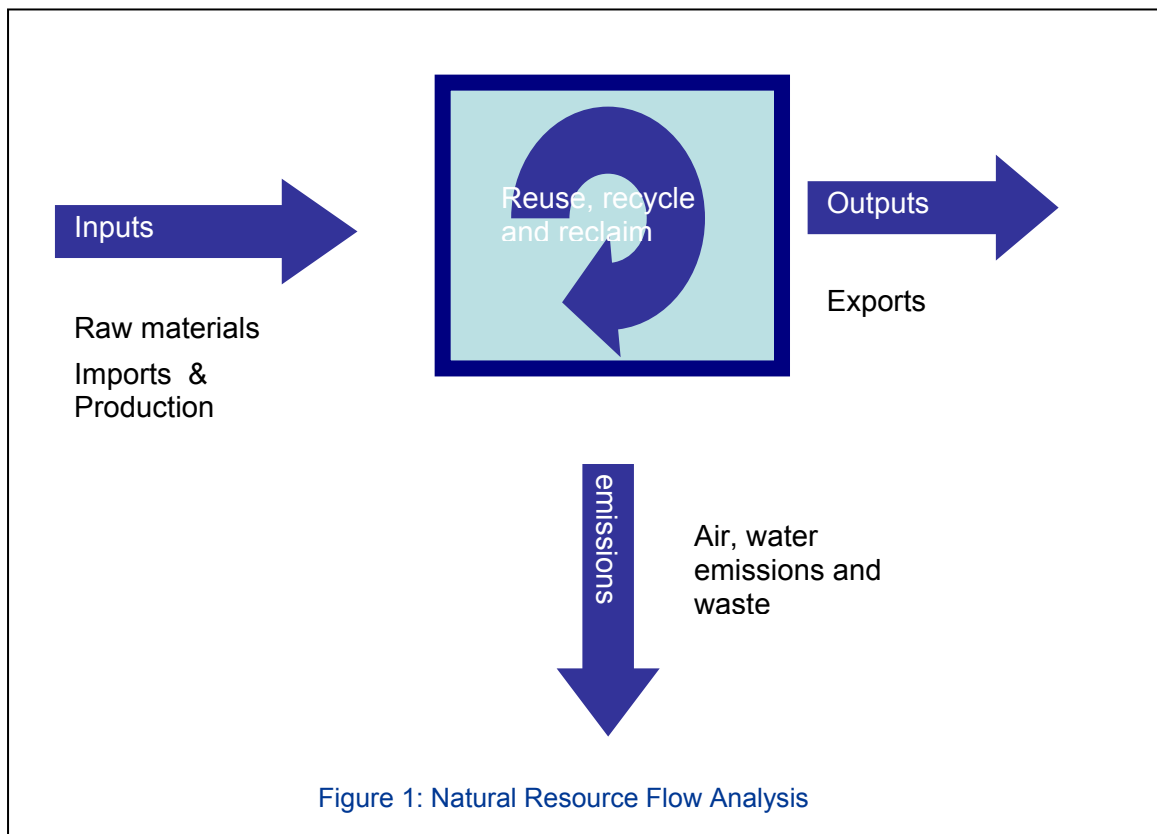 Inputs
Raw materials
Imports &
Production
Reuse, recycle
and reclaim
Outputs
Exports
emissions
Air, water
emissions and
waste
Figure 1: Natural Resource Flow Analysis